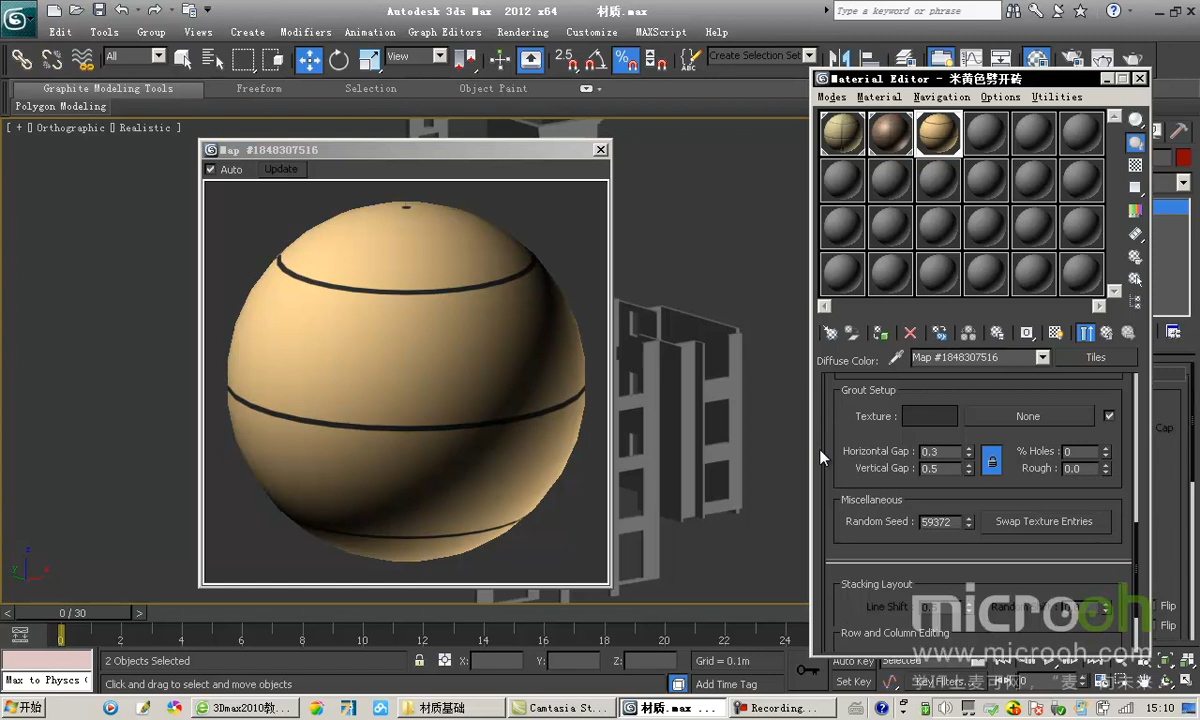 Autodesk 3ds Max 2012 x64 材质.max
Type a keyword or phrase
Edit Tools Group Views Create Modifiers Animation Graph Editors Rendering Customize MAXScript Help
All View 2.5 Create Selection Set
Graphite Modeling Tools Freeform Selection Object Paint
Polygon Modeling
[ + ] Orthographic | Realistic ]
Map #1848307516
Auto Update
Material Editor - 米黄色劈开砖
Modes Material Navigation Options Utilities
Diffuse Color: Map #1848307516 Tiles
Grout Setup
Texture : None
Horizontal Gap : 0.3 % Holes : 0
Vertical Gap : 0.5 Rough : 0.0
Cap
Miscellaneous
Random Seed : 59372 Swap Texture Entries
Stacking Layout
Line Shift
Flip
Row and Column Editing
Flip
microoh
www.microoh.com
0 / 30
0 2 4 6 8 10 12 14 16 18 20 22 24
2 Objects Selected X: Y: Z: Grid = 0.1m
Auto Key Selected
Max to Physcs (
Click and drag to select and move objects
Add Time Tag
Set Key
0
开始 3Dmax2010教... 材质基础 Camtasia St... 材质.max ... Recording... 15:10